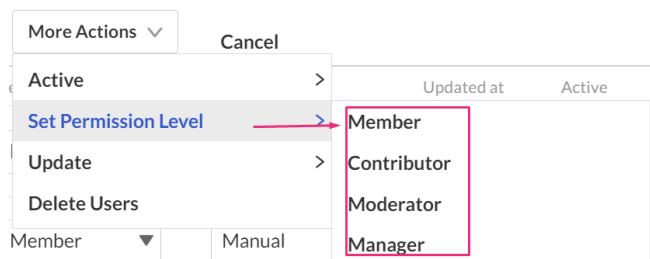 More Actions
Cancel
Active
Updated at
Active
Set Permission Level
Member
Update
Contributor
Delete Users
Moderator
Member
Manual
Manager